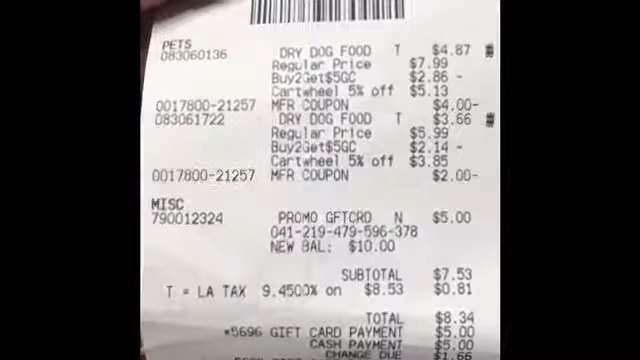 PETS
083060136 DRY DOG FOOD T $4.87
Regular Price $7.99
Buy2Get$5GC $2.86 -
Cartwheel 5% off $5.13
0017800-21257 MFR COUPON $4.00-
083061722 DRY DOG FOOD T $3.66
Regular Price $5.99
Buy2Get$5GC $2.14 -
Cartwheel 5% off $3.85
0017800-21257 MFR COUPON $2.00-
MISC
790012324 PROMO GFTCRD N $5.00
041-219-479-596-378
NEW BAL: $10.00
SUBTOTAL $7.53
T = LA TAX 9.4500% on $8.53 $0.81
TOTAL $8.34
*5696 GIFT CARD PAYMENT $5.00
CASH PAYMENT $5.00
CHANGE DUE $1.66